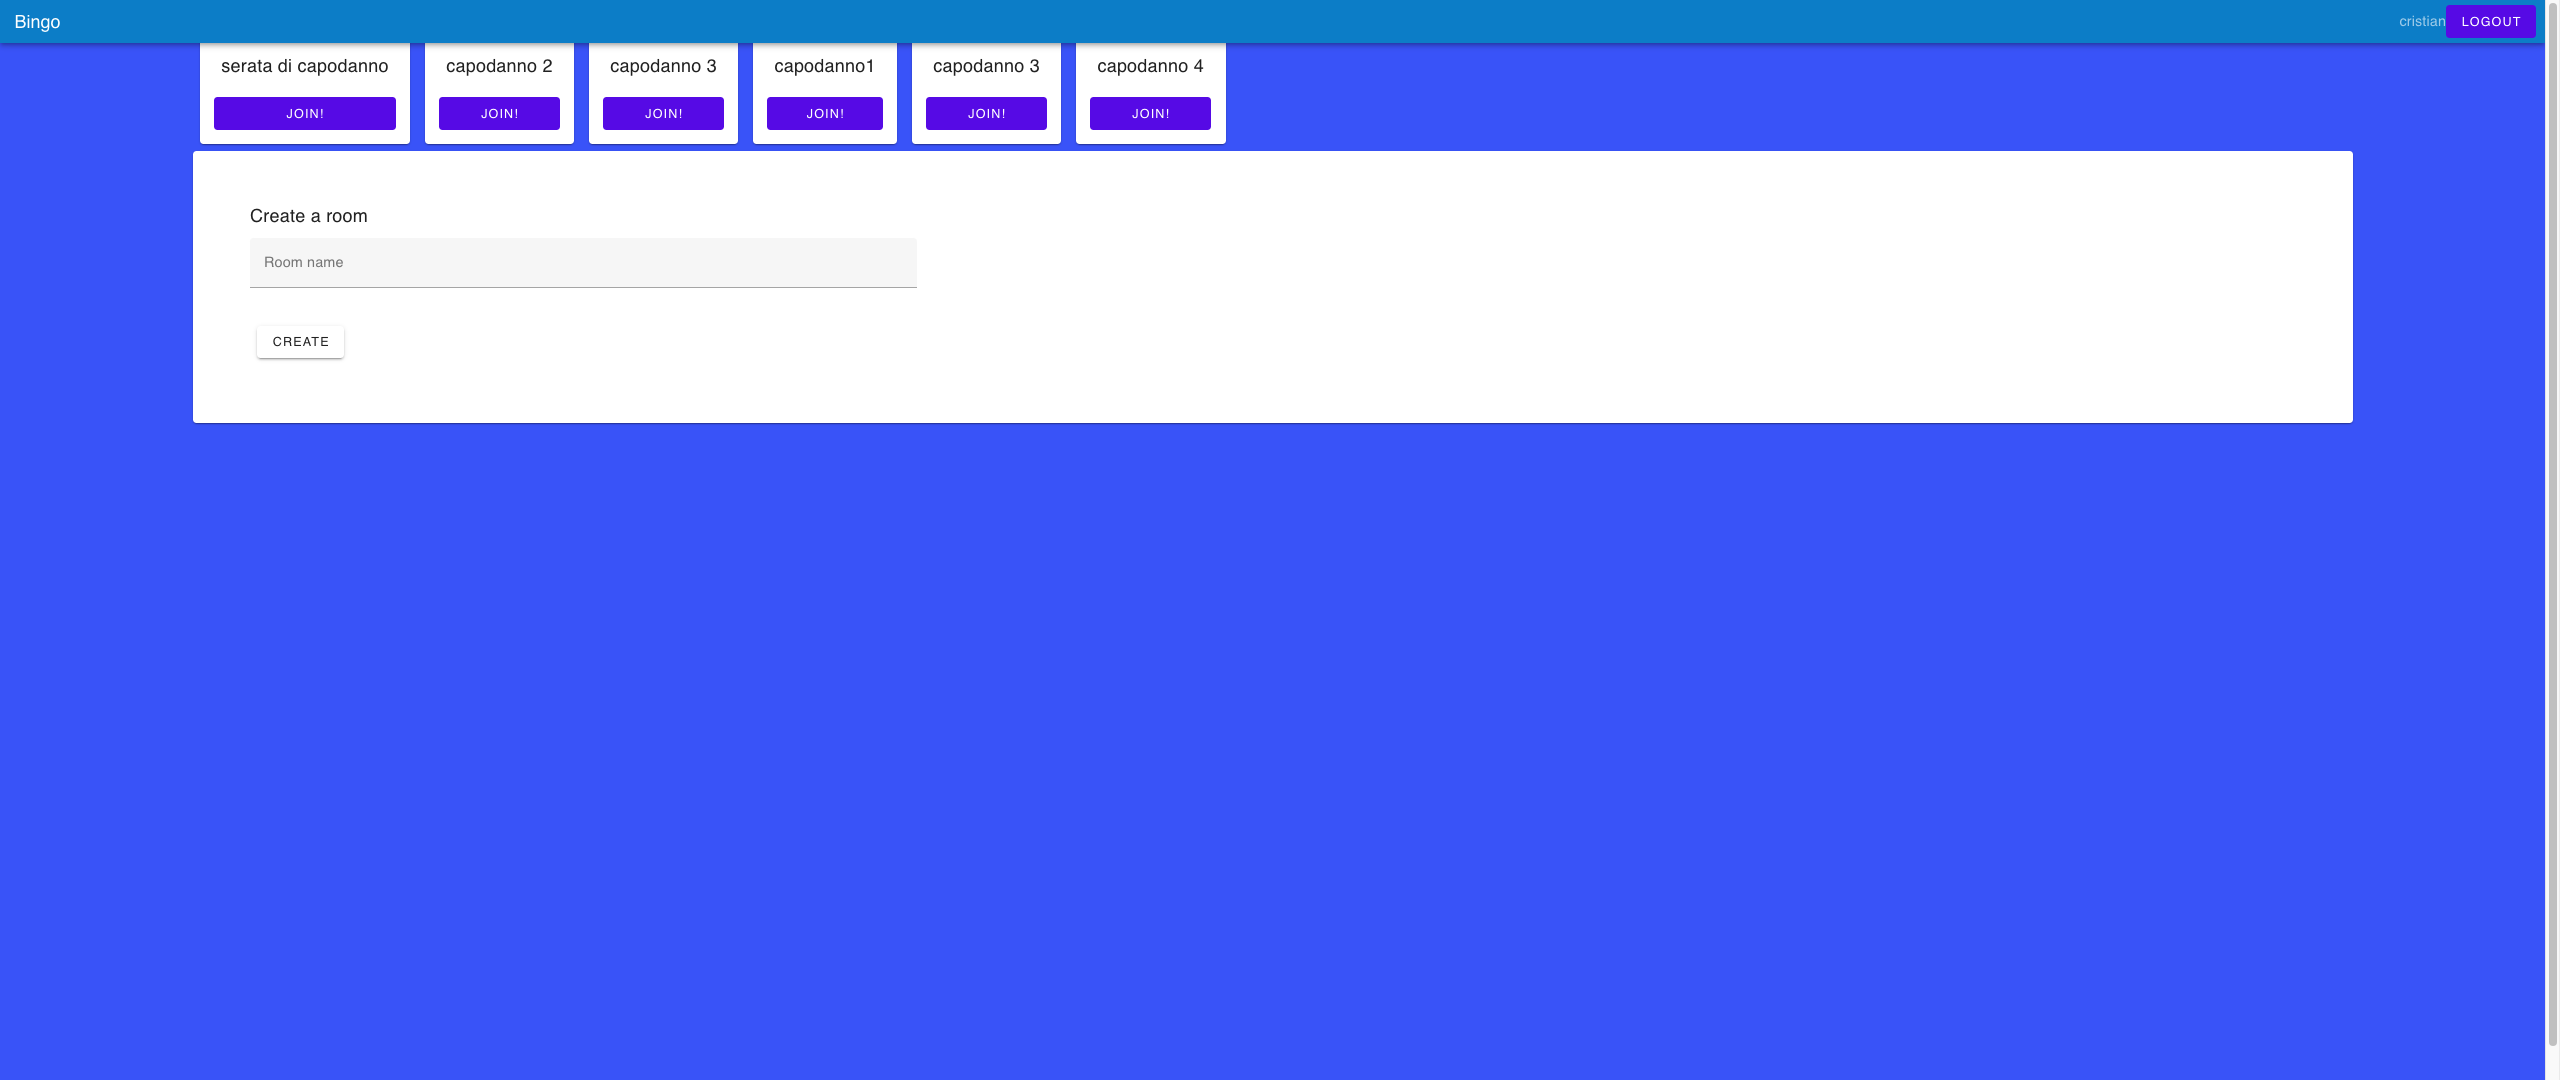 Bingo
cristian LOGOUT
serata di capodanno capodanno 2 capodanno 3 capodanno1 capodanno 3 capodanno 4
JOIN! JOIN! JOIN! JOIN! JOIN! JOIN!
Create a room
Room name
CREATE